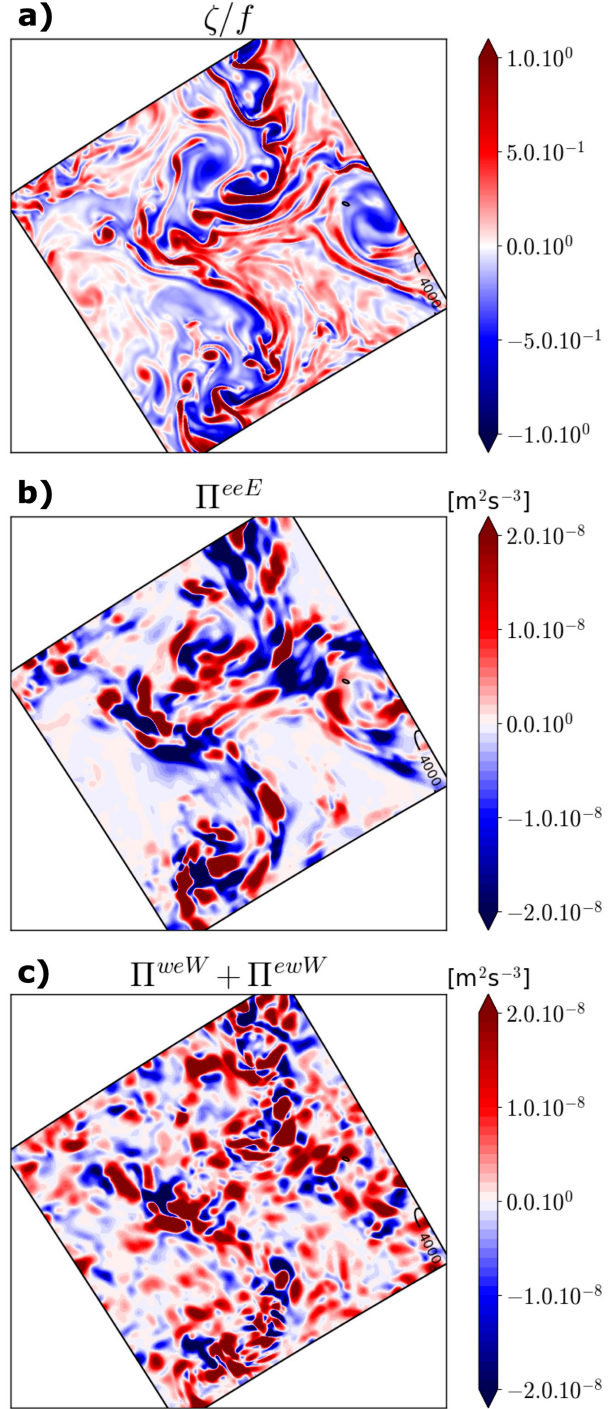 a)
ζ/f
1.0.10⁰
5.0.10⁻¹
0.0.10⁰
−5.0.10⁻¹
−1.0.10⁰
0
4000
b)
Π^{eeE}
[m²s⁻³]
2.0.10⁻⁸
1.0.10⁻⁸
0.0.10⁰
−1.0.10⁻⁸
−2.0.10⁻⁸
0
4000
c)
Π^{weW} + Π^{ewW}
[m²s⁻³]
2.0.10⁻⁸
1.0.10⁻⁸
0.0.10⁰
−1.0.10⁻⁸
−2.0.10⁻⁸
0
4000